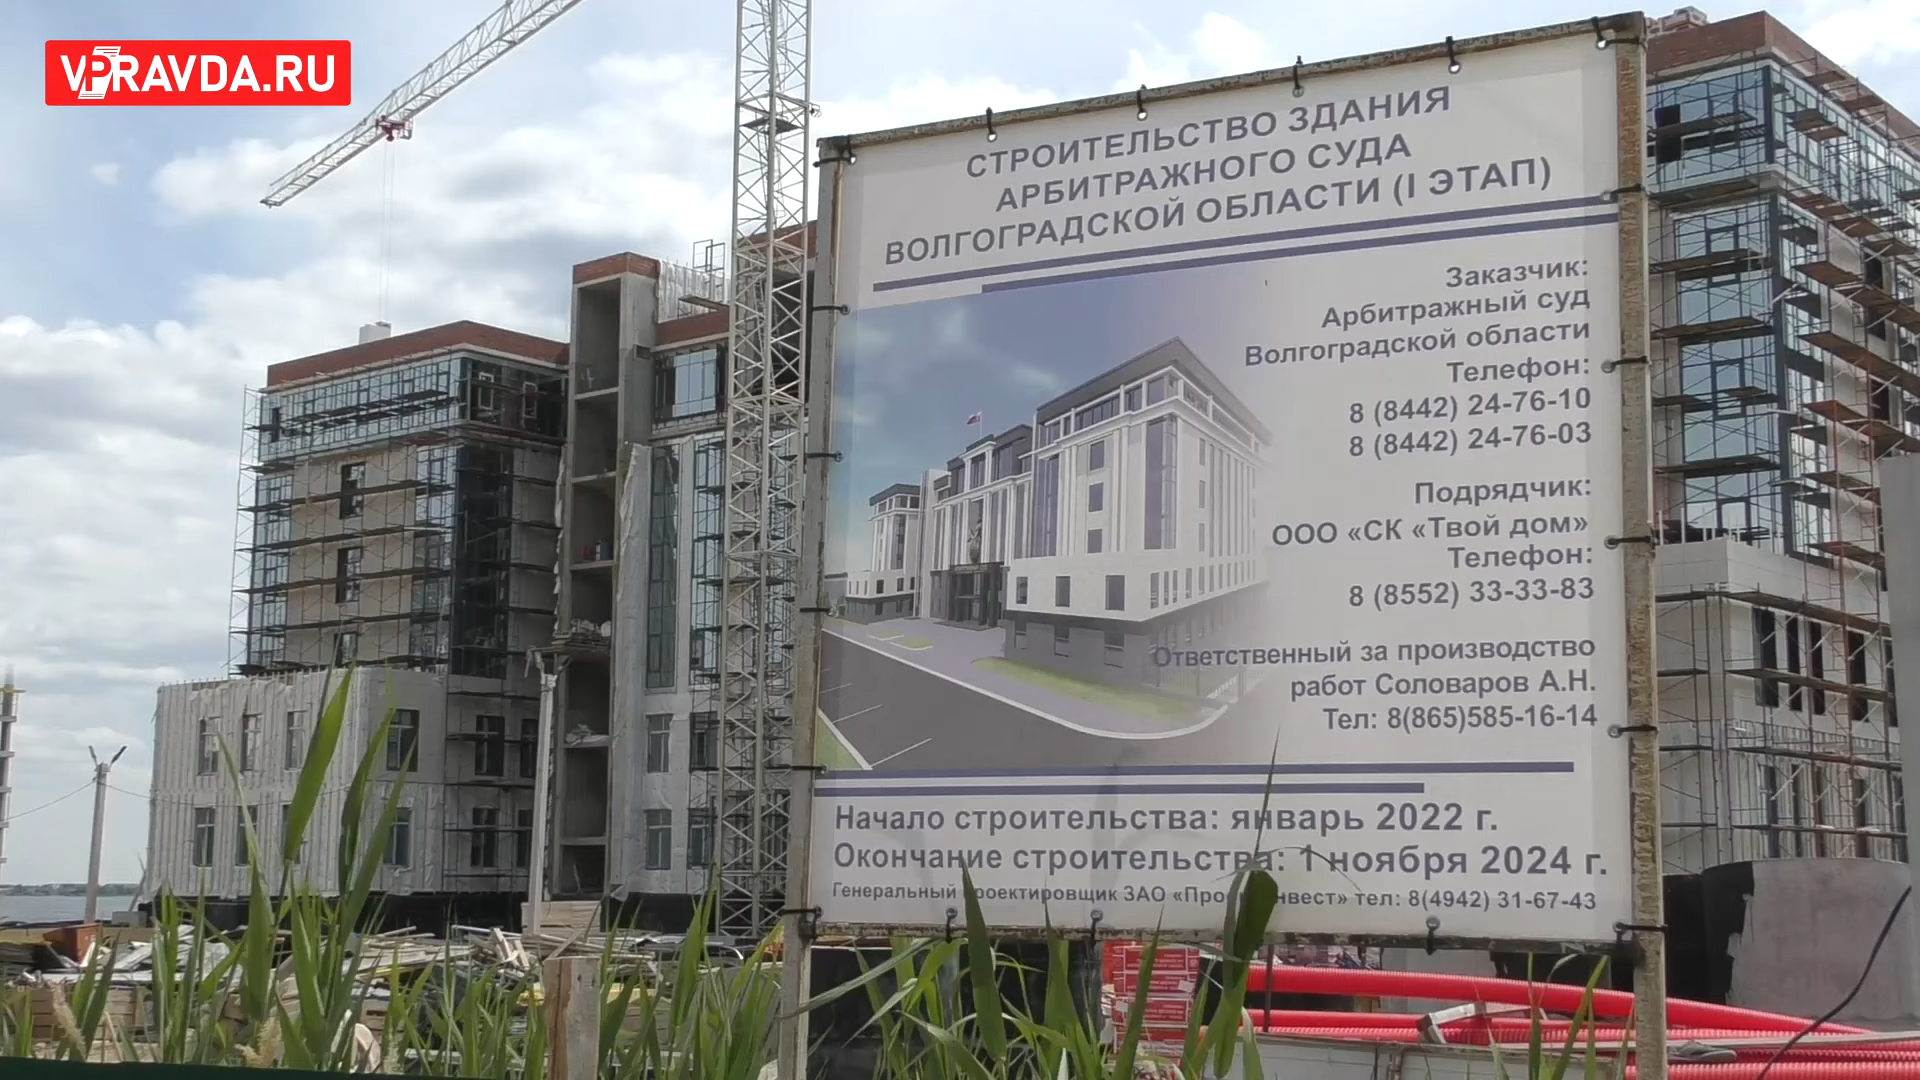 VPRAVDA.RU
СТРОИТЕЛЬСТВО ЗДАНИЯ
АРБИТРАЖНОГО СУДА
ВОЛГОГРАДСКОЙ ОБЛАСТИ (I ЭТАП)
Заказчик:
Арбитражный суд
Волгоградской области
Телефон:
8 (8442) 24-76-10
8 (8442) 24-76-03
Подрядчик:
ООО «СК «Твой дом»
Телефон:
8 (8552) 33-33-83
Ответственный за производство
работ Соловаров А.Н.
Тел: 8(865)585-16-14
Начало строительства: январь 2022 г.
Окончание строительства: 1 ноября 2024 г.
Генеральный проектировщик ЗАО тел: 8(4942) 31-67-43